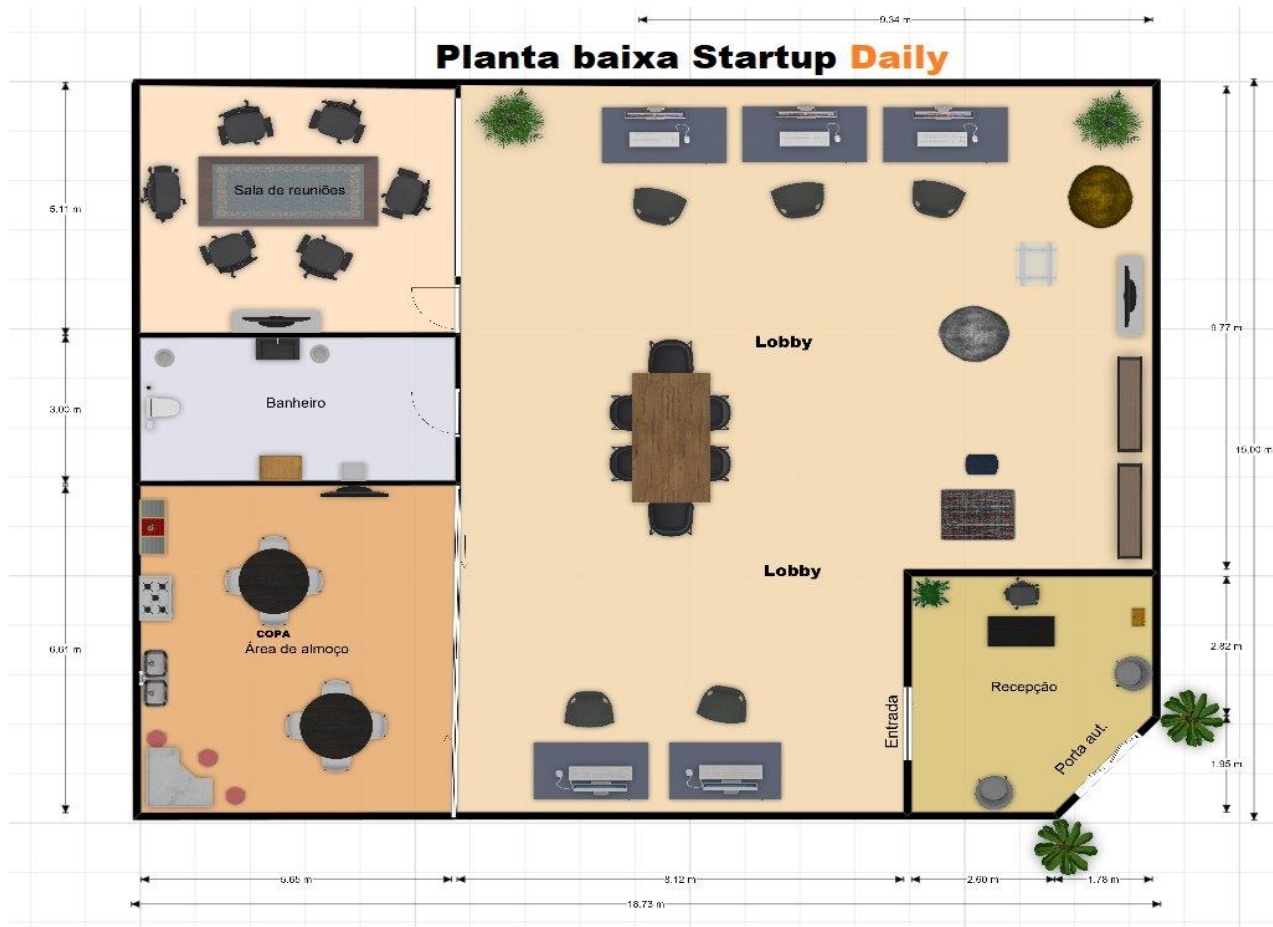 9.34 m
Planta baixa Startup Daily
5.11 m
Sala de reuniões
9.77 m
Lobby
3.00 m
Banheiro
15.00 m
Lobby
COPA
6.61 m
Área de almoço
2.82 m
Recepção
Entrada
Porta aut.
1.95 m
5.65 m
8.12 m
2.60 m
1.78 m
18.73 m